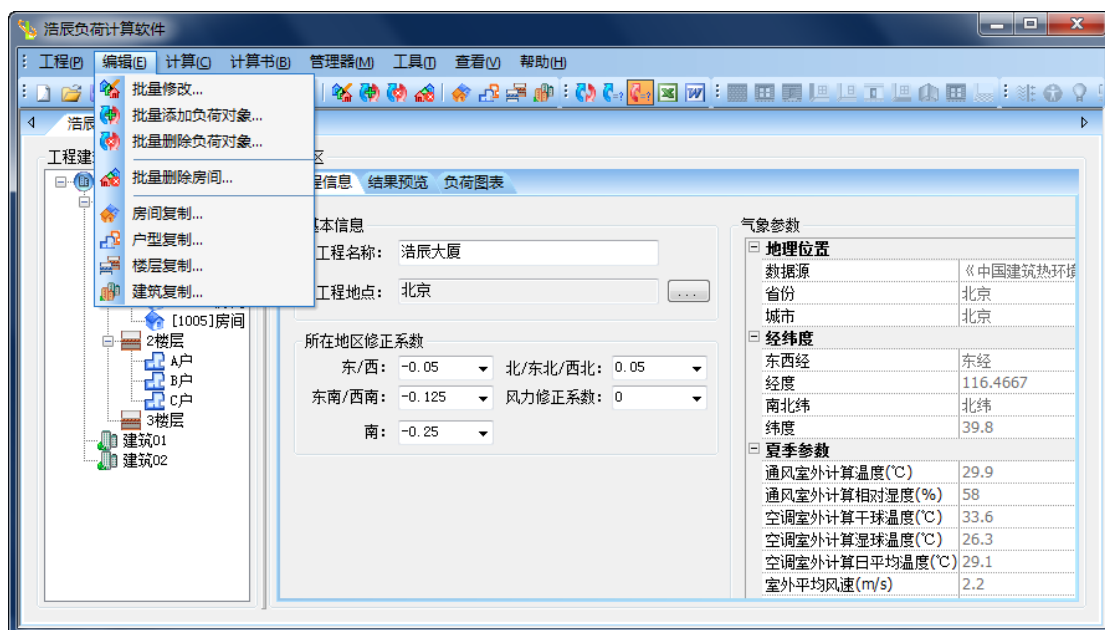 浩辰负荷计算软件
工程(P) 编辑(E) 计算(C) 计算书(B) 管理器(M) 工具(T) 查看(V) 帮助(H)
批量修改...
批量添加负荷对象...
批量删除负荷对象...
批量删除房间...
房间复制...
户型复制...
楼层复制...
建筑复制...
浩辰
工程建
[1005]房间
2楼层
A户
B户
C户
3楼层
建筑01
建筑02
区
程信息 结果预览 负荷图表
基本信息
工程名称: 浩辰大厦
工程地点: 北京 ...
所在地区修正系数
东/西: -0.05 北/东北/西北: 0.05
东南/西南: -0.125 风力修正系数: 0
南: -0.25
气象参数
地理位置
数据源 《中国建筑热环境
省份 北京
城市 北京
经纬度
东西经 东经
经度 116.4667
南北纬 北纬
纬度 39.8
夏季参数
通风室外计算温度(℃) 29.9
通风室外计算相对湿度(%) 58
空调室外计算干球温度(℃) 33.6
空调室外计算湿球温度(℃) 26.3
空调室外计算日平均温度(℃) 29.1
室外平均风速(m/s) 2.2